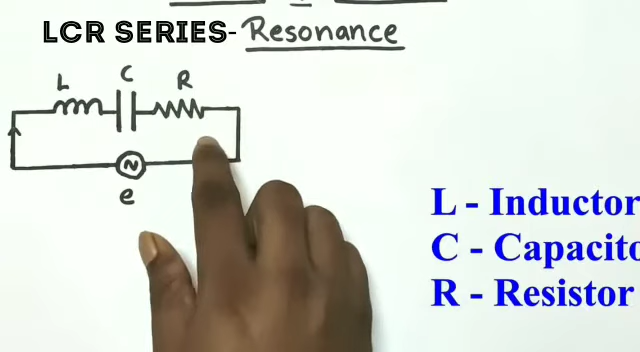 LCR SERIES- Resonance
L C R
e
L - Inductor
C - Capacito
R - Resistor